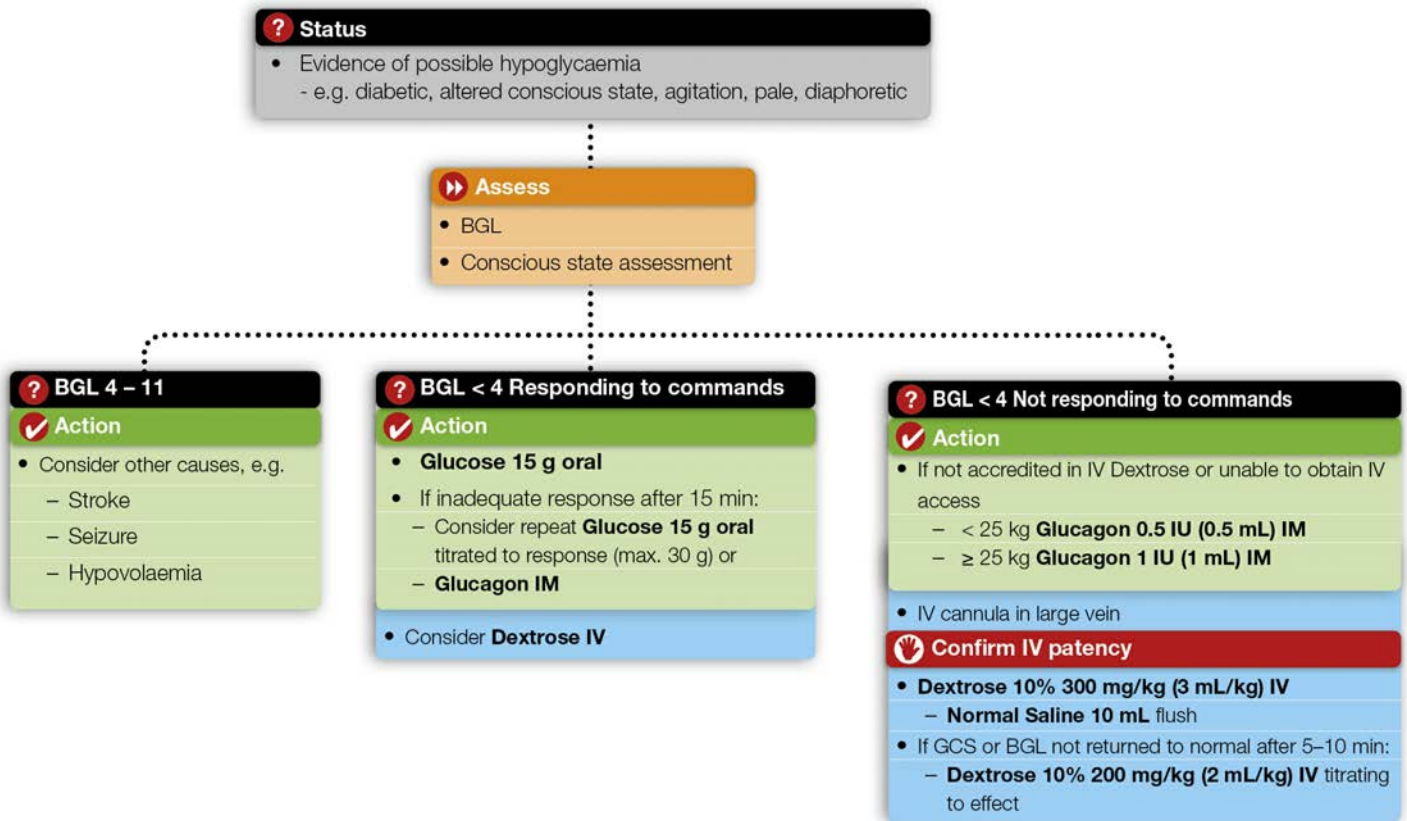 ? Status
• Evidence of possible hypoglycaemia
- e.g. diabetic, altered conscious state, agitation, pale, diaphoretic
Assess
• BGL
• Conscious state assessment
? BGL 4 – 11
Action
• Consider other causes, e.g.
– Stroke
– Seizure
– Hypovolaemia
? BGL < 4 Responding to commands
Action
• Glucose 15 g oral
• If inadequate response after 15 min:
– Consider repeat Glucose 15 g oral
titrated to response (max. 30 g) or
– Glucagon IM
• Consider Dextrose IV
? BGL < 4 Not responding to commands
Action
• If not accredited in IV Dextrose or unable to obtain IV
access
– < 25 kg Glucagon 0.5 IU (0.5 mL) IM
– ≥ 25 kg Glucagon 1 IU (1 mL) IM
• IV cannula in large vein
Confirm IV patency
• Dextrose 10% 300 mg/kg (3 mL/kg) IV
– Normal Saline 10 mL flush
• If GCS or BGL not returned to normal after 5–10 min:
– Dextrose 10% 200 mg/kg (2 mL/kg) IV titrating
to effect